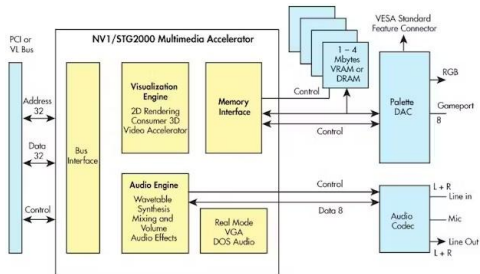 PCI or
VL Bus
NV1/STG2000 Multimedia Accelerator
VESA Standard
Feature Connector
Address
32
Data
32
Control
Bus
Interface
Visualization
Engine
2D Rendering
Consumer 3D
Video Accelerator
Memory
Interface
1 – 4
Mbytes
VRAM or
DRAM
Control
Control
Palette
DAC
RGB
Gameport
8
Audio Engine
Wavetable
Synthesis
Mixing and
Volume
Audio Effects
Real Mode
VGA
DOS Audio
Control
Data 8
Audio
Codec
L + R
Line in
Mic
Line Out
L + R